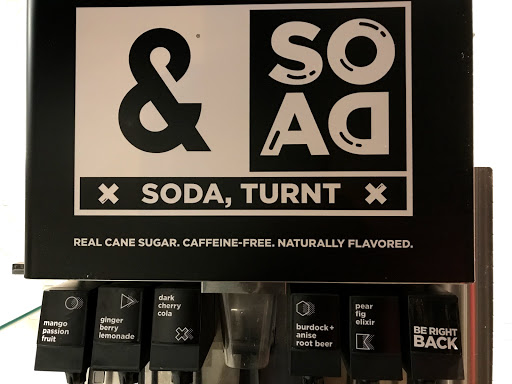 &
SO
DA
SODA, TURNT
REAL CANE SUGAR. CAFFEINE-FREE. NATURALLY FLAVORED.
mango
passion
fruit
ginger
berry
lemonade
dark
cherry
cola
burdock+
anise
root beer
pear
fig
elixir
BE RIGHT
BACK